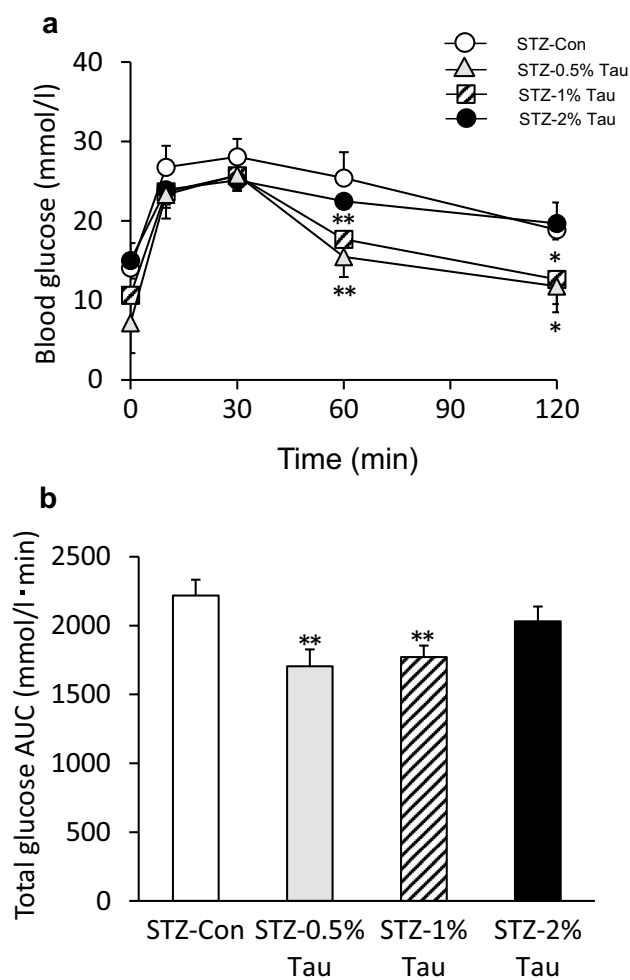 a
STZ-Con
STZ-0.5% Tau
STZ-1% Tau
STZ-2% Tau
Blood glucose (mmol/l)
40
30
20
10
0
**
**
*
*
0 30 60 90 120
Time (min)
b
Total glucose AUC (mmol/l・min)
2500
2000
1500
1000
500
0
** **
STZ-Con STZ-0.5% STZ-1% STZ-2%
Tau Tau Tau